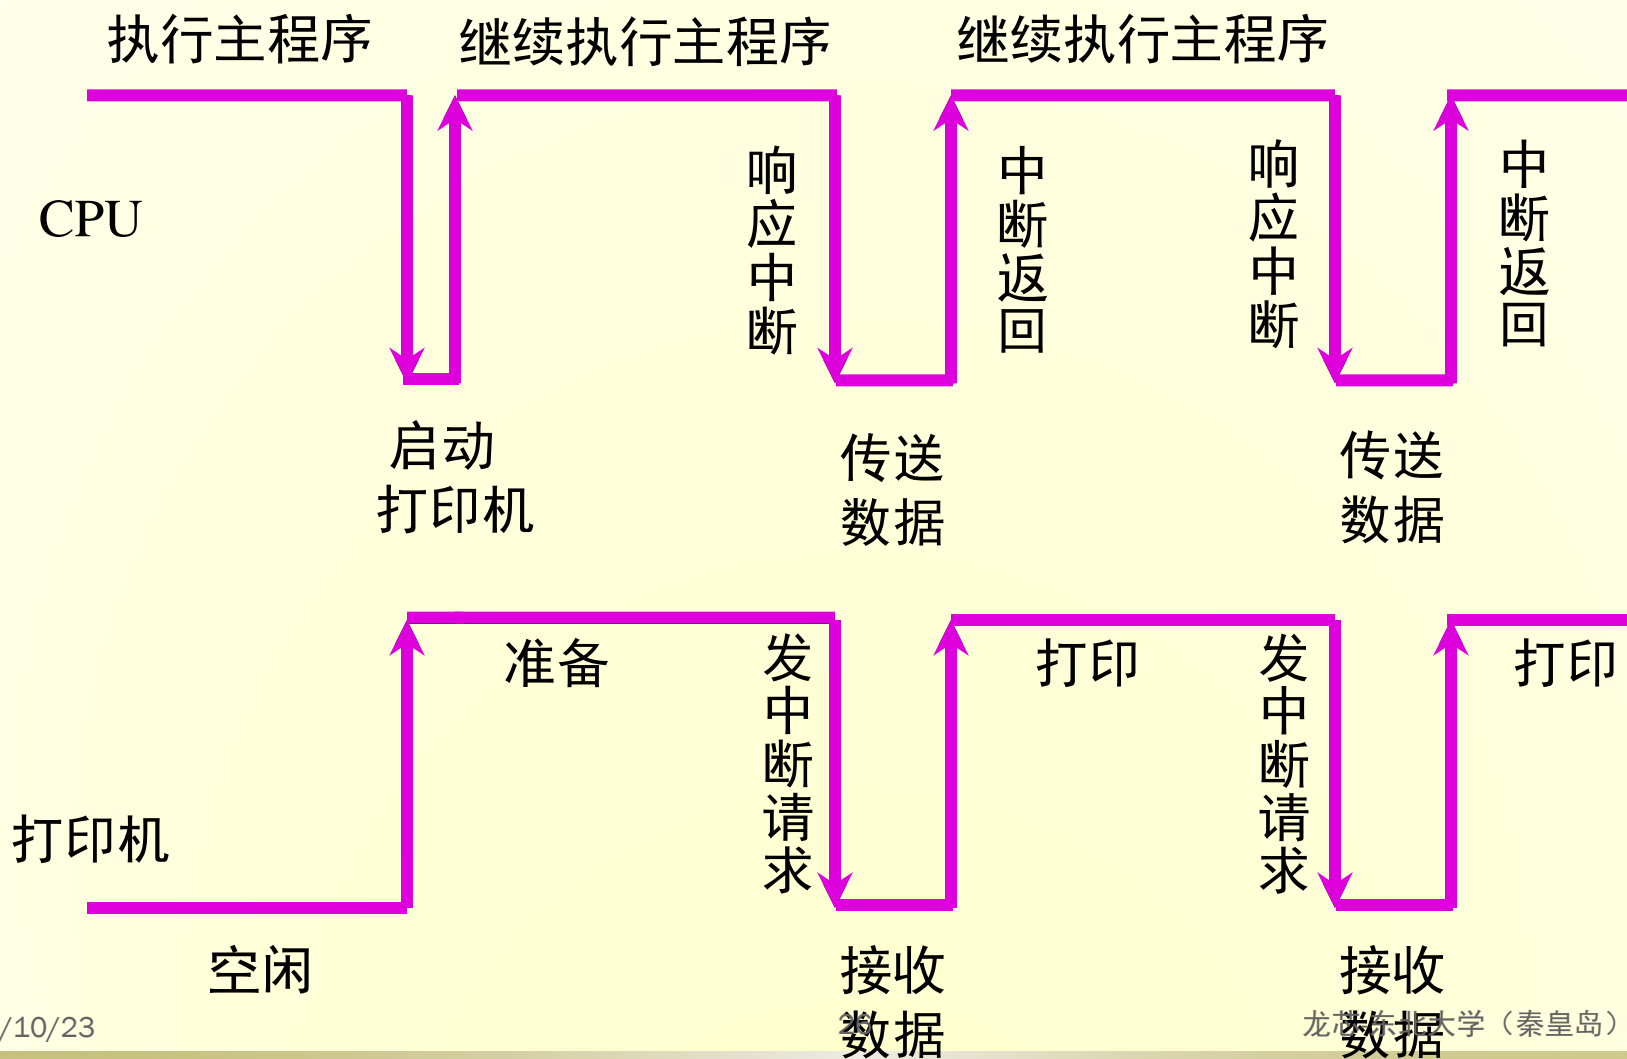 执行主程序
继续执行主程序
继续执行主程序
CPU
响应中断
中断返回
响应中断
中断返回
启动
打印机
传送
数据
传送
数据
打印机
准备
发中断请求
打印
发中断请求
打印
空闲
接收
数据
接收
数据
/10/23
龙芯-东北大学（秦皇岛）